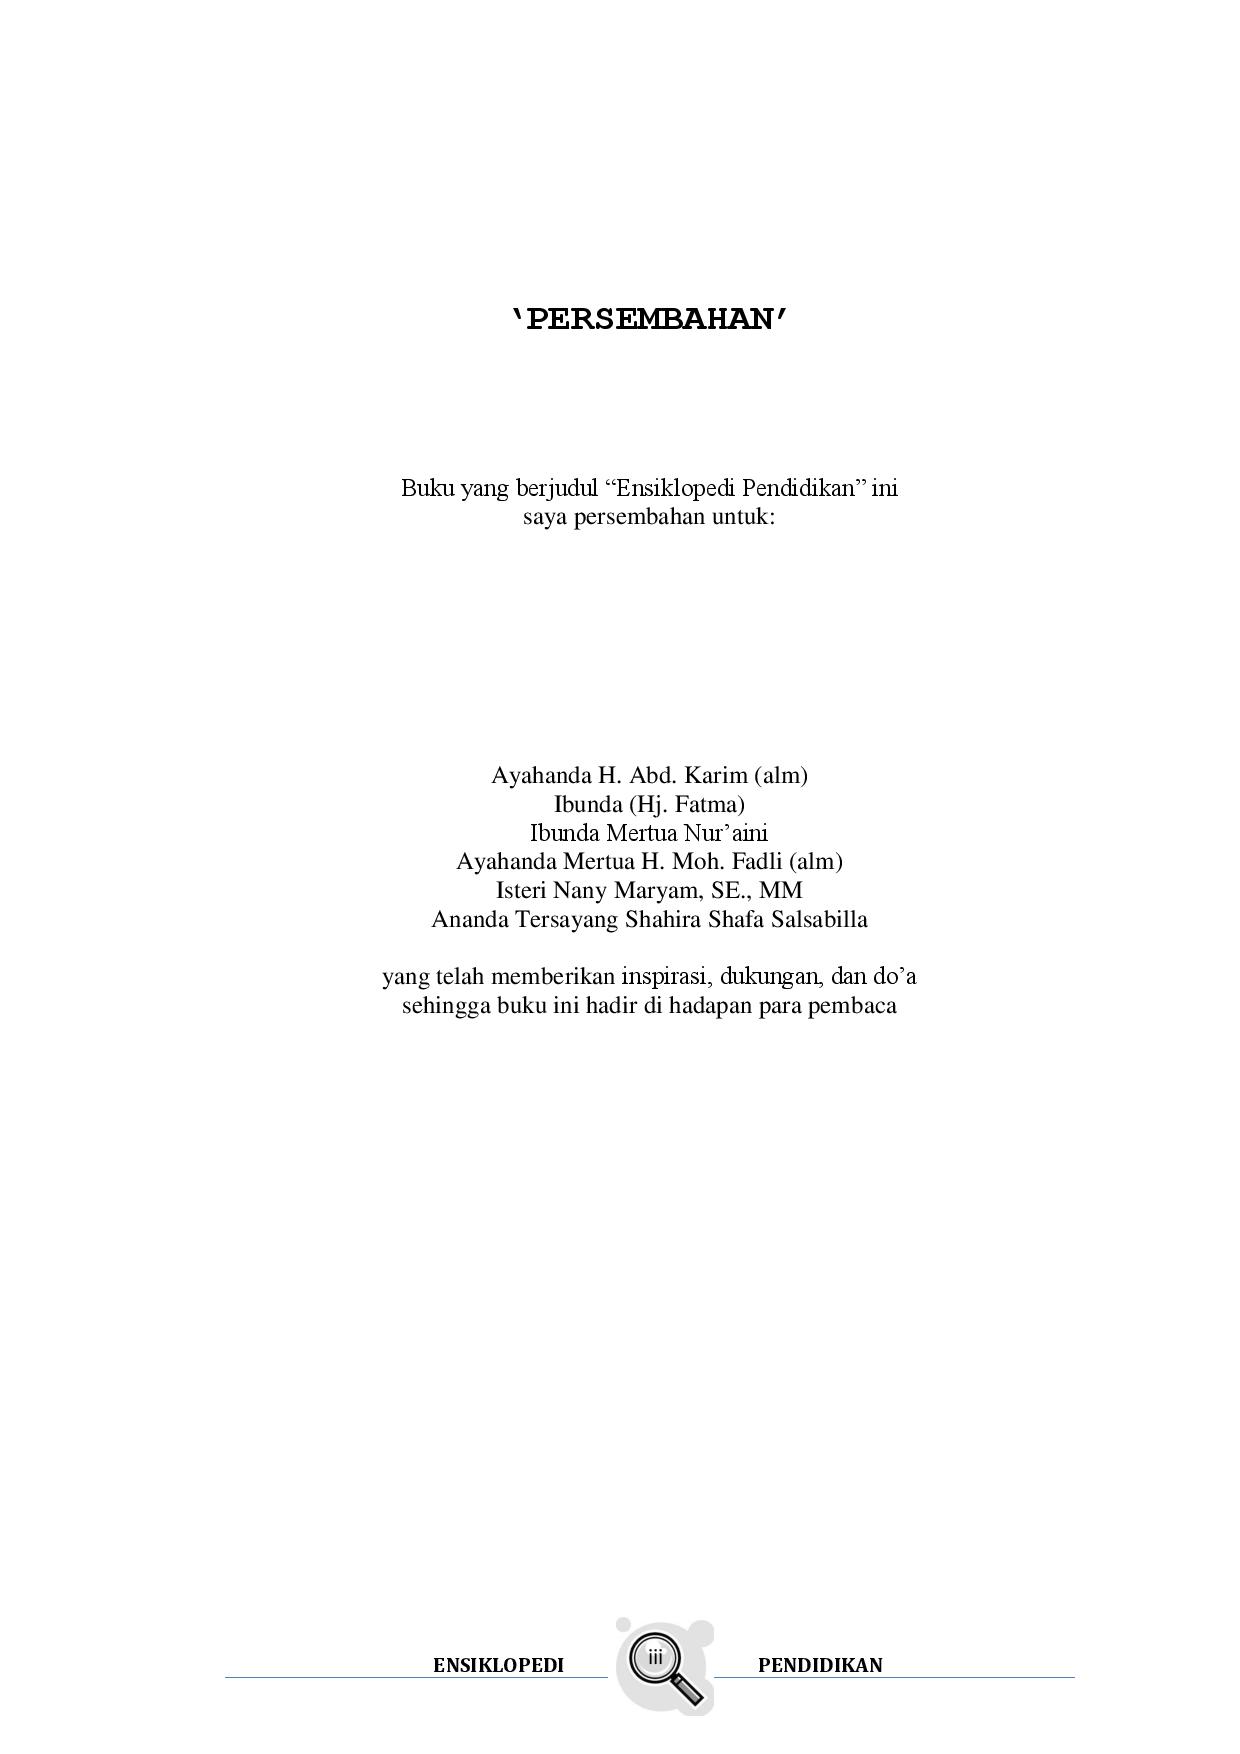 ‘PERSEMBAHAN’
Buku yang berjudul “Ensiklopedi Pendidikan” ini
saya persembahan untuk:
Ayahanda H. Abd. Karim (alm)
Ibunda (Hj. Fatma)
Ibunda Mertua Nur’aini
Ayahanda Mertua H. Moh. Fadli (alm)
Isteri Nany Maryam, SE., MM
Ananda Tersayang Shahira Shafa Salsabilla
yang telah memberikan inspirasi, dukungan, dan do’a
sehingga buku ini hadir di hadapan para pembaca
ENSIKLOPEDI iii PENDIDIKAN